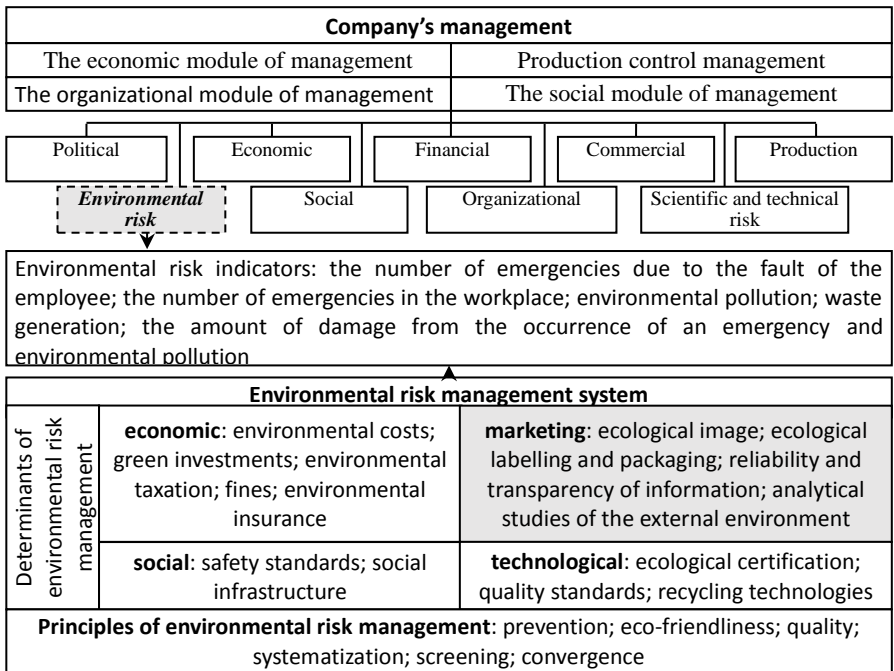 Company’s management
The economic module of management
Production control management
The organizational module of management
The social module of management
Political
Economic
Financial
Commercial
Production
Environmental
risk
Social
Organizational
Scientific and technical
risk
Environmental risk indicators: the number of emergencies due to the fault of the
employee; the number of emergencies in the workplace; environmental pollution; waste
generation; the amount of damage from the occurrence of an emergency and
environmental pollution
Environmental risk management system
Determinants of
environmental risk
management
economic: environmental costs;
green investments; environmental
taxation; fines; environmental
insurance
marketing: ecological image; ecological
labelling and packaging; reliability and
transparency of information; analytical
studies of the external environment
social: safety standards; social
infrastructure
technological: ecological certification;
quality standards; recycling technologies
Principles of environmental risk management: prevention; eco-friendliness; quality;
systematization; screening; convergence